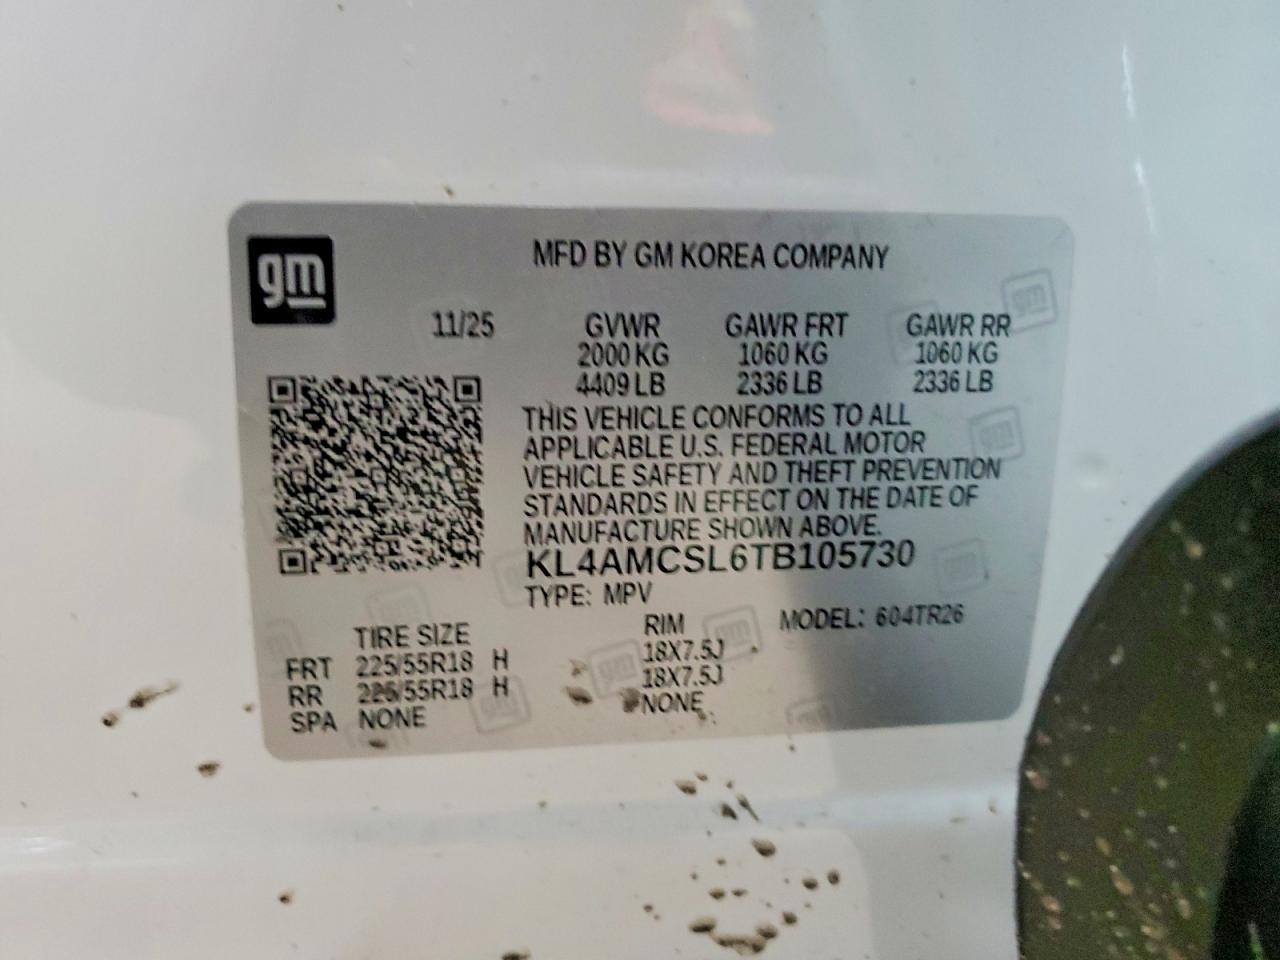 gm
MFD BY GM KOREA COMPANY
11/25 GVWR GAWR FRT GAWR RR
2000 KG 1060 KG 1060 KG
4409 LB 2336 LB 2336 LB
THIS VEHICLE CONFORMS TO ALL
APPLICABLE U.S. FEDERAL MOTOR
VEHICLE SAFETY AND THEFT PREVENTION
STANDARDS IN EFFECT ON THE DATE OF
MANUFACTURE SHOWN ABOVE.
KL4AMCSL6TB105730
TYPE: MPV
MODEL: 604TR26
TIRE SIZE RIM
FRT 225/55R18 H 18X7.5J
RR 225/55R18 H 18X7.5J
SPA NONE NONE